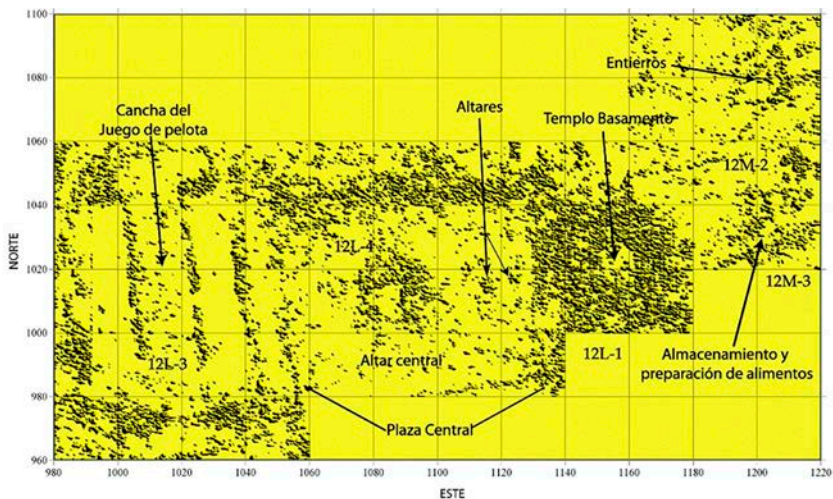 1100
1080
1060
1040
1020
1000
980
960
NORTE
Entierros
Cancha del
Juego de pelota
Altares
Templo Basamento
12M-2
12L-4
12M-3
12L-3
Altar central
12L-1
Almacenamiento y
preparación de alimentos
Plaza Central
980 1000 1020 1040 1060 1080 1100 1120 1140 1160 1180 1200 1220
ESTE